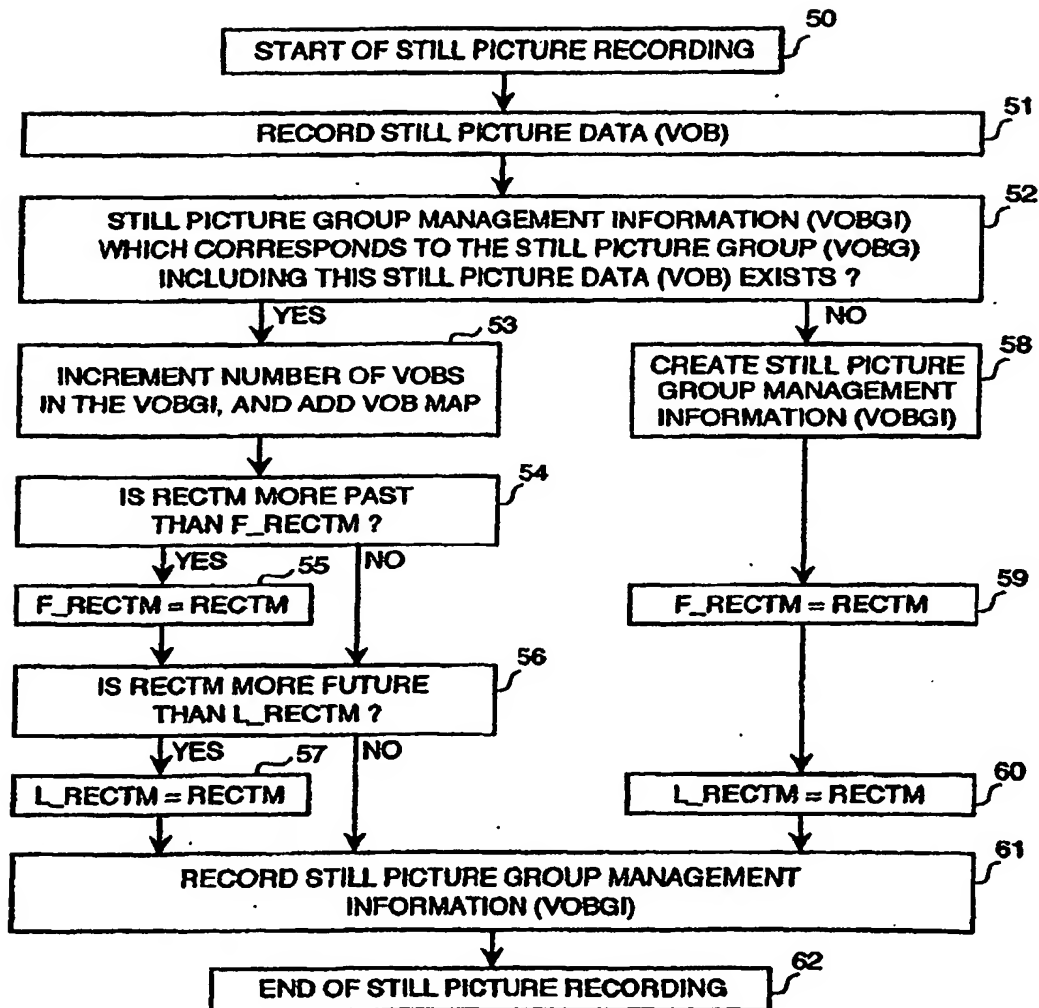 50
START OF STILL PICTURE RECORDING
51
RECORD STILL PICTURE DATA (VOB)
52
STILL PICTURE GROUP MANAGEMENT INFORMATION (VOBGI)
WHICH CORRESPONDS TO THE STILL PICTURE GROUP (VOBG)
INCLUDING THIS STILL PICTURE DATA (VOB) EXISTS ?
YES
NO
53
INCREMENT NUMBER OF VOBS
IN THE VOBGI, AND ADD VOB MAP
58
CREATE STILL PICTURE
GROUP MANAGEMENT
INFORMATION (VOBGI)
54
IS RECTM MORE PAST
THAN F_RECTM ?
YES
NO
55
F_RECTM = RECTM
59
F_RECTM = RECTM
56
IS RECTM MORE FUTURE
THAN L_RECTM ?
YES
NO
57
L_RECTM = RECTM
60
L_RECTM = RECTM
61
RECORD STILL PICTURE GROUP MANAGEMENT
INFORMATION (VOBGI)
62
END OF STILL PICTURE RECORDING